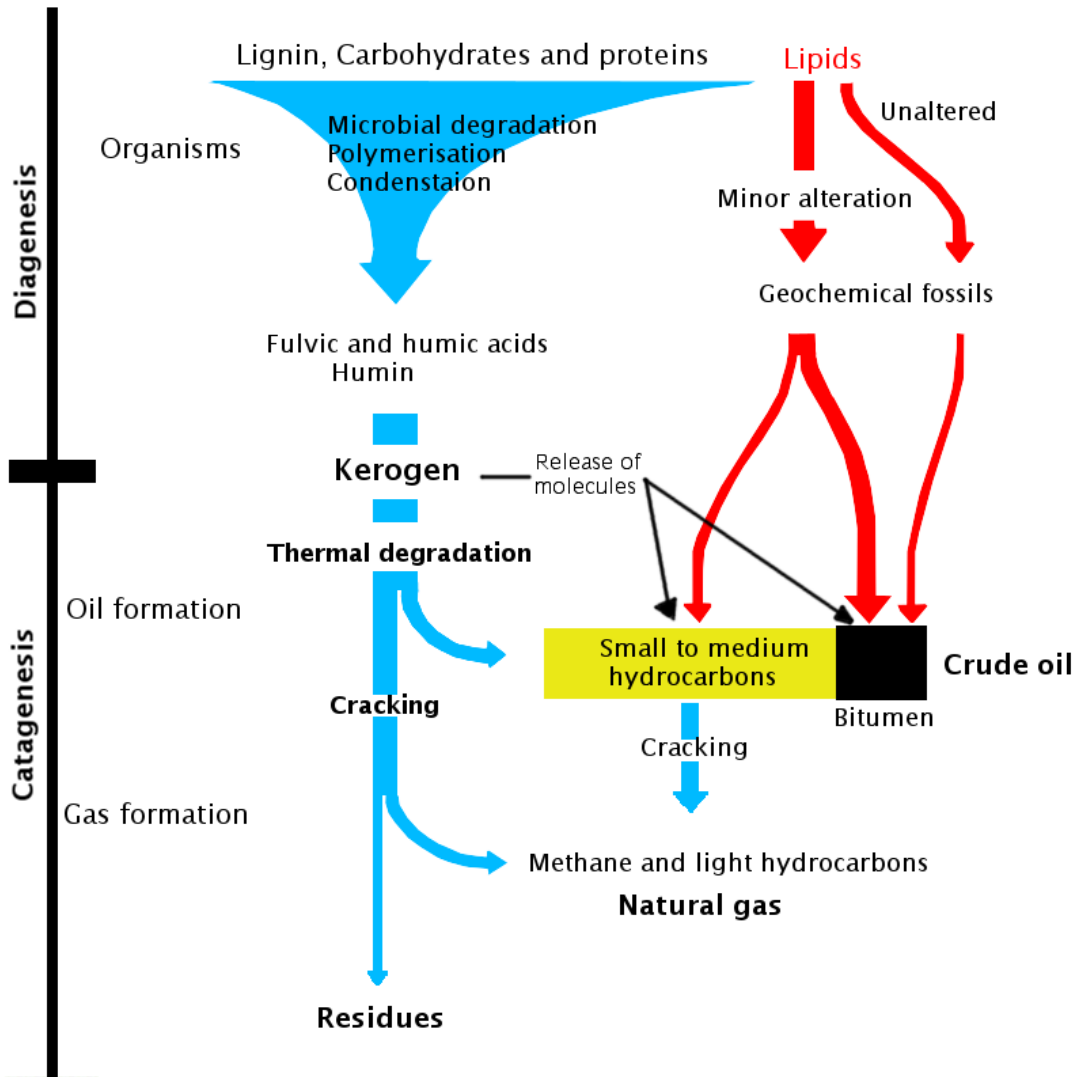 Lignin, Carbohydrates and proteins
Lipids
Unaltered
Organisms
Microbial degradation
Polymerisation
Condenstaion
Minor alteration
Diagenesis
Geochemical fossils
Fulvic and humic acids
Humin
Kerogen
Release of
molecules
Thermal degradation
Oil formation
Small to medium
hydrocarbons
Crude oil
Bitumen
Catagenesis
Cracking
Cracking
Gas formation
Methane and light hydrocarbons
Natural gas
Residues